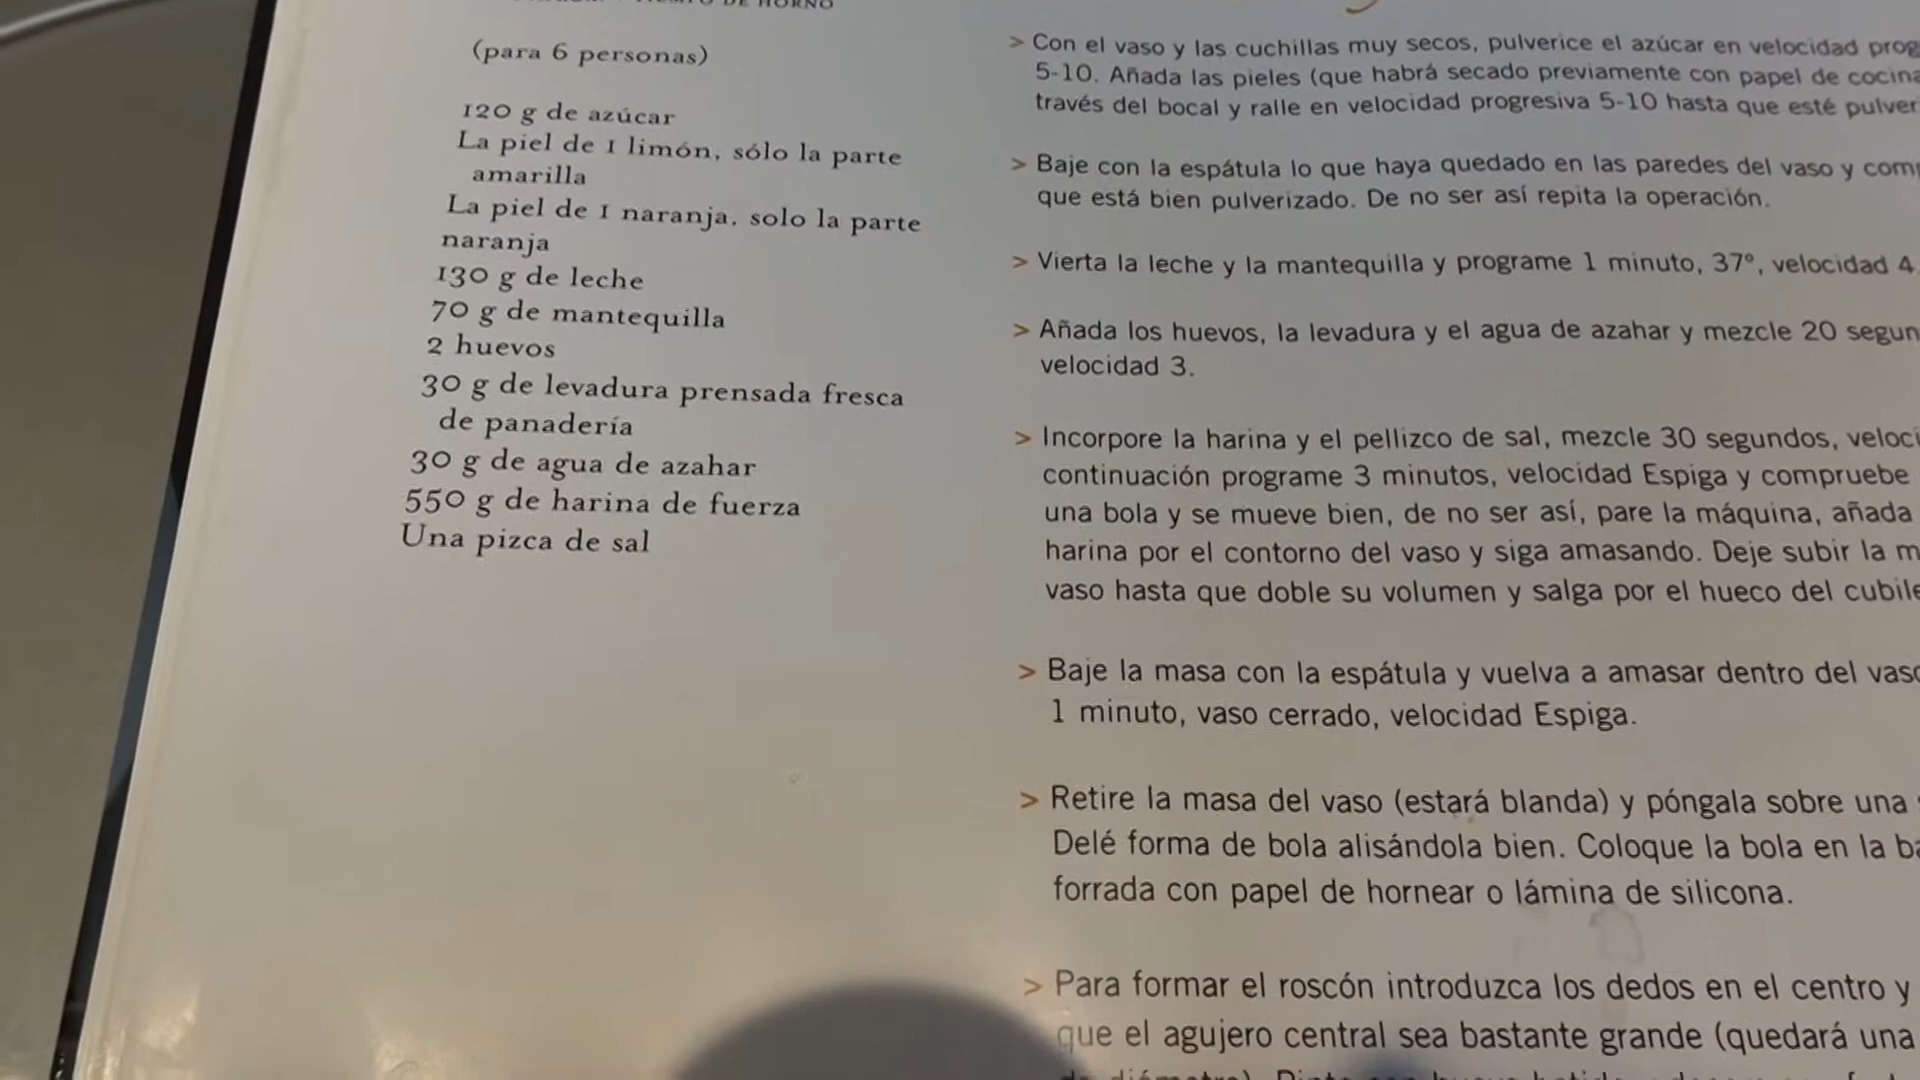 DE HORNO
(para 6 personas)
120 g de azúcar
La piel de 1 limón, sólo la parte
amarilla
La piel de 1 naranja, solo la parte
naranja
130 g de leche
70 g de mantequilla
2 huevos
30 g de levadura prensada fresca
de panadería
30 g de agua de azahar
550 g de harina de fuerza
Una pizca de sal
> Con el vaso y las cuchillas muy secos, pulverice el azúcar en velocidad prog
5-10. Añada las pieles (que habrá secado previamente con papel de cocina
través del bocal y ralle en velocidad progresiva 5-10 hasta que esté pulver
> Baje con la espátula lo que haya quedado en las paredes del vaso y comp
que está bien pulverizado. De no ser así repita la operación.
> Vierta la leche y la mantequilla y programe 1 minuto, 37º, velocidad 4
> Añada los huevos, la levadura y el agua de azahar y mezcle 20 segun
velocidad 3.
> Incorpore la harina y el pellizco de sal, mezcle 30 segundos, veloci
continuación programe 3 minutos, velocidad Espiga y compruebe
una bola y se mueve bien, de no ser así, pare la máquina, añada
harina por el contorno del vaso y siga amasando. Deje subir la m
vaso hasta que doble su volumen y salga por el hueco del cubile
> Baje la masa con la espátula y vuelva a amasar dentro del vaso
1 minuto, vaso cerrado, velocidad Espiga.
> Retire la masa del vaso (estará blanda) y póngala sobre una
Delé forma de bola alisándola bien. Coloque la bola en la ba
forrada con papel de hornear o lámina de silicona.
> Para formar el roscón introduzca los dedos en el centro y
que el agujero central sea bastante grande (quedará una